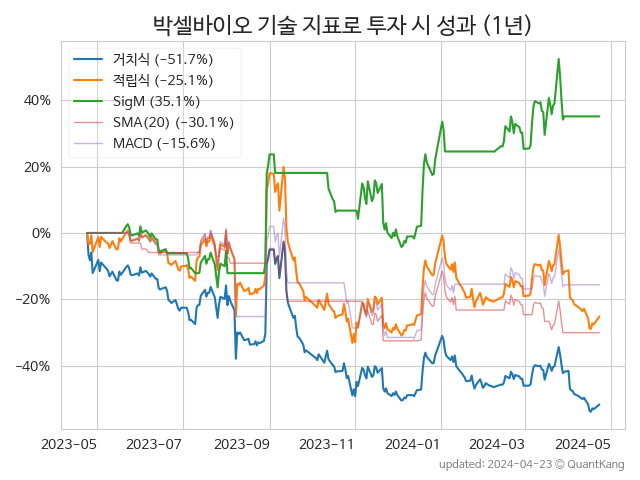 박셀바이오 기술 지표로 투자 시 성과 (1년)
거치식 (−51.7%)
적립식 (−25.1%)
SigM (35.1%)
SMA(20) (−30.1%)
MACD (−15.6%)
40%
20%
0%
−20%
−40%
2023-05 2023-07 2023-09 2023-11 2024-01 2024-03 2024-05
updated: 2024-04-23 © QuantKang